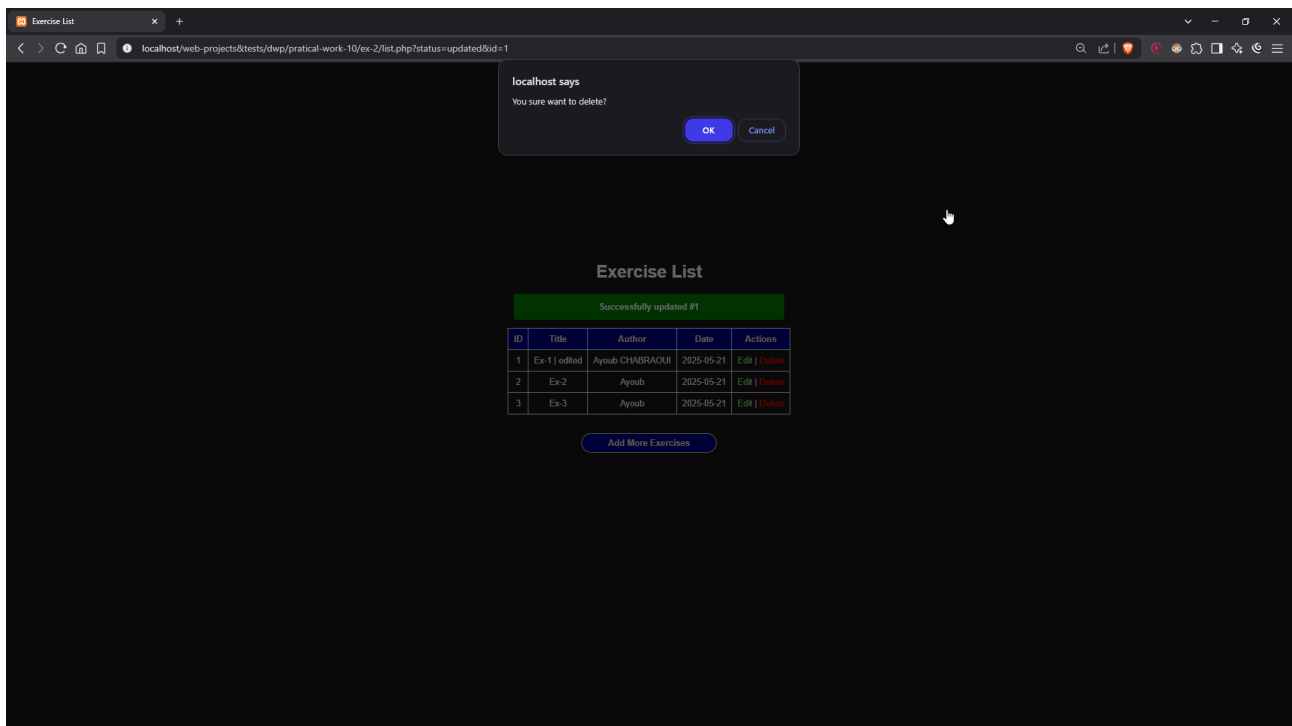 Exercise List
localhost/web-projects&tests/dwp/pratical-work-10/ex-2/list.php?status=updated&id=1
localhost says
You sure want to delete?
OK Cancel
Exercise List
Successfully updated #1
ID Title Author Date Actions
1 Ex-1 | edited Ayoub CHABRAOUI 2025-05-21 Edit | Delete
2 Ex-2 Ayoub 2025-05-21 Edit | Delete
3 Ex-3 Ayoub 2025-05-21 Edit | Delete
Add More Exercises